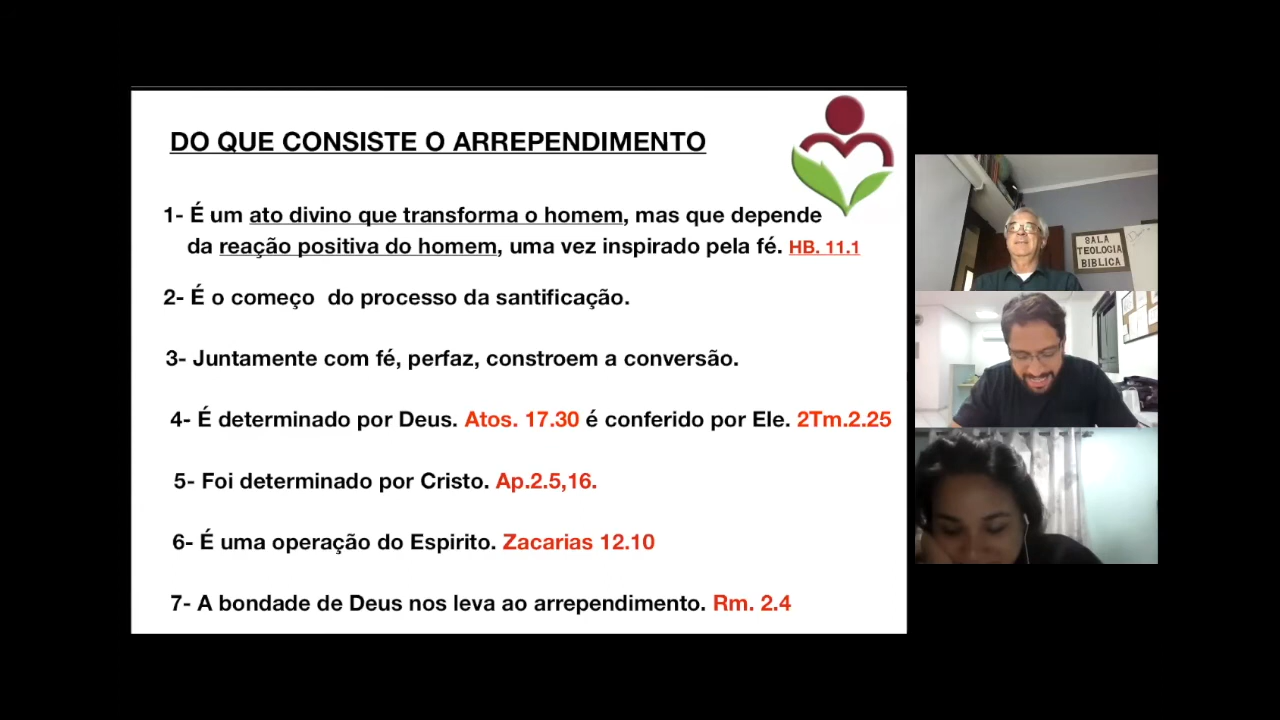 DO QUE CONSISTE O ARREPENDIMENTO
1- É um ato divino que transforma o homem, mas que depende
da reação positiva do homem, uma vez inspirado pela fé. HB. 11.1
2- É o começo do processo da santificação.
3- Juntamente com fé, perfaz, constroem a conversão.
4- É determinado por Deus. Atos. 17.30 é conferido por Ele. 2Tm.2.25
5- Foi determinado por Cristo. Ap.2.5,16.
6- É uma operação do Espirito. Zacarias 12.10
7- A bondade de Deus nos leva ao arrependimento. Rm. 2.4
SALA
TEOLOGIA
BIBLICA